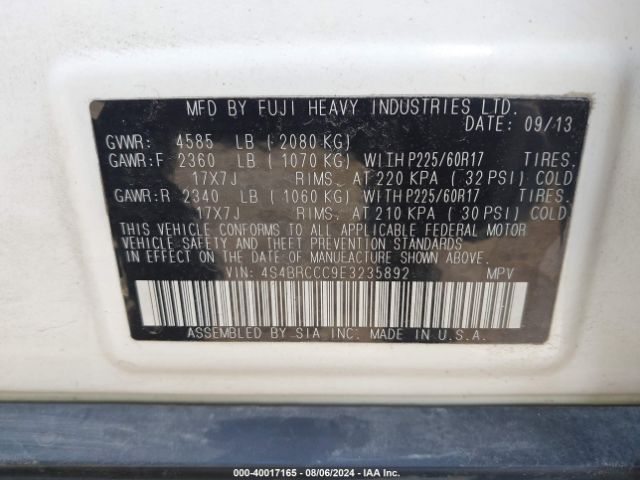 MFD BY FUJI HEAVY INDUSTRIES LTD.
DATE: 09/13
GVWR: 4585 LB (2080 KG)
GAWR:F 2360 LB (1070 KG) WITH P225/60R17 TIRES.
17X7J RIMS. AT 220 KPA (32 PSI) COLD
GAWR:R 2340 LB (1060 KG) WITH P225/60R17 TIRES.
17X7J RIMS. AT 210 KPA (30 PSI) COLD
THIS VEHICLE CONFORMS TO ALL APPLICABLE FEDERAL MOTOR
VEHICLE SAFETY AND THEFT PREVENTION STANDARDS
IN EFFECT ON THE DATE OF MANUFACTURE SHOWN ABOVE.
VIN: 4S4BRCCC9E3235892 MPV
ASSEMBLED BY SIA INC. MADE IN U.S.A.
000-40017165 - 08/06/2024 - IAA Inc.